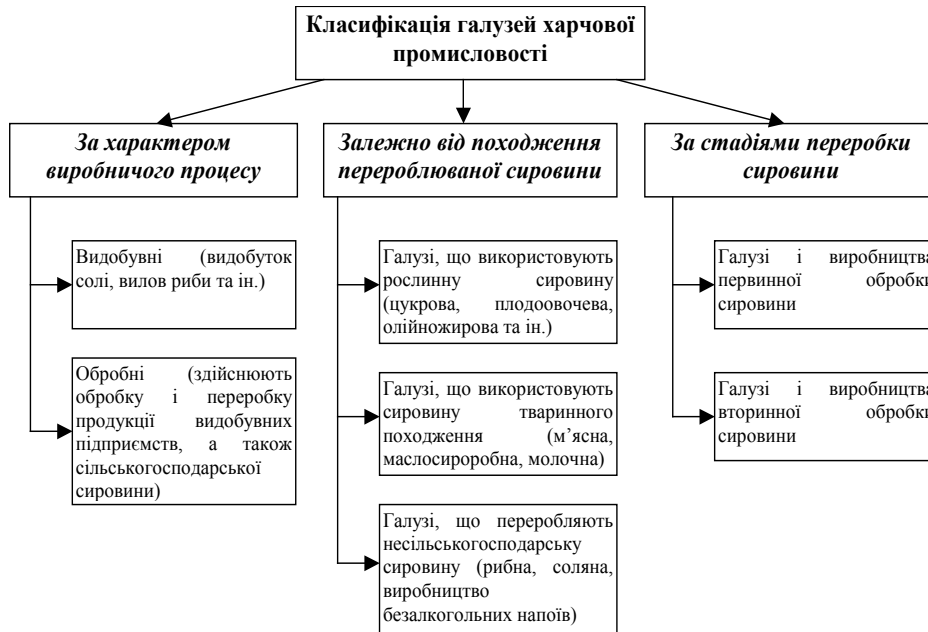 Класифікація галузей харчової
промисловості
За характером
виробничого процесу
Залежно від походження
перероблюваної сировини
За стадіями переробки
сировини
Видобувні (видобуток
солі, вилов риби та ін.)
Обробні (здійснюють
обробку і переробку
продукції видобувних
підприємств, а також
сільськогосподарської
сировини)
Галузі, що використовують
рослинну сировину
(цукрова, плодоовочева,
олійножирова та ін.)
Галузі, що використовують
сировину тваринного
походження (м’ясна,
маслосироробна, молочна)
Галузі, що переробляють
несільськогосподарську
сировину (рибна, соляна,
виробництво
безалкогольних напоїв)
Галузі і виробництва
первинної обробки
сировини
Галузі і виробництва
вторинної обробки
сировини